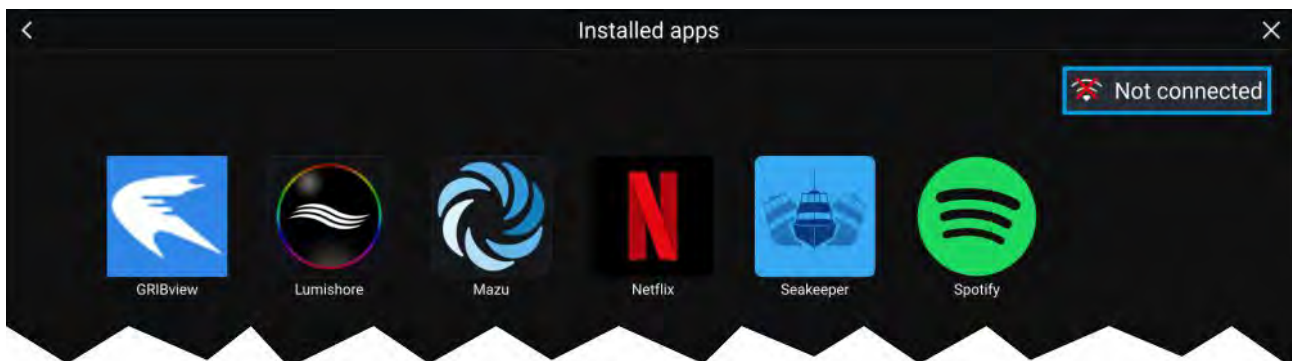 Installed apps
Not connected
N
GRIBview
Lumishore
Mazu
Netflix
Seakeeper
Spotify